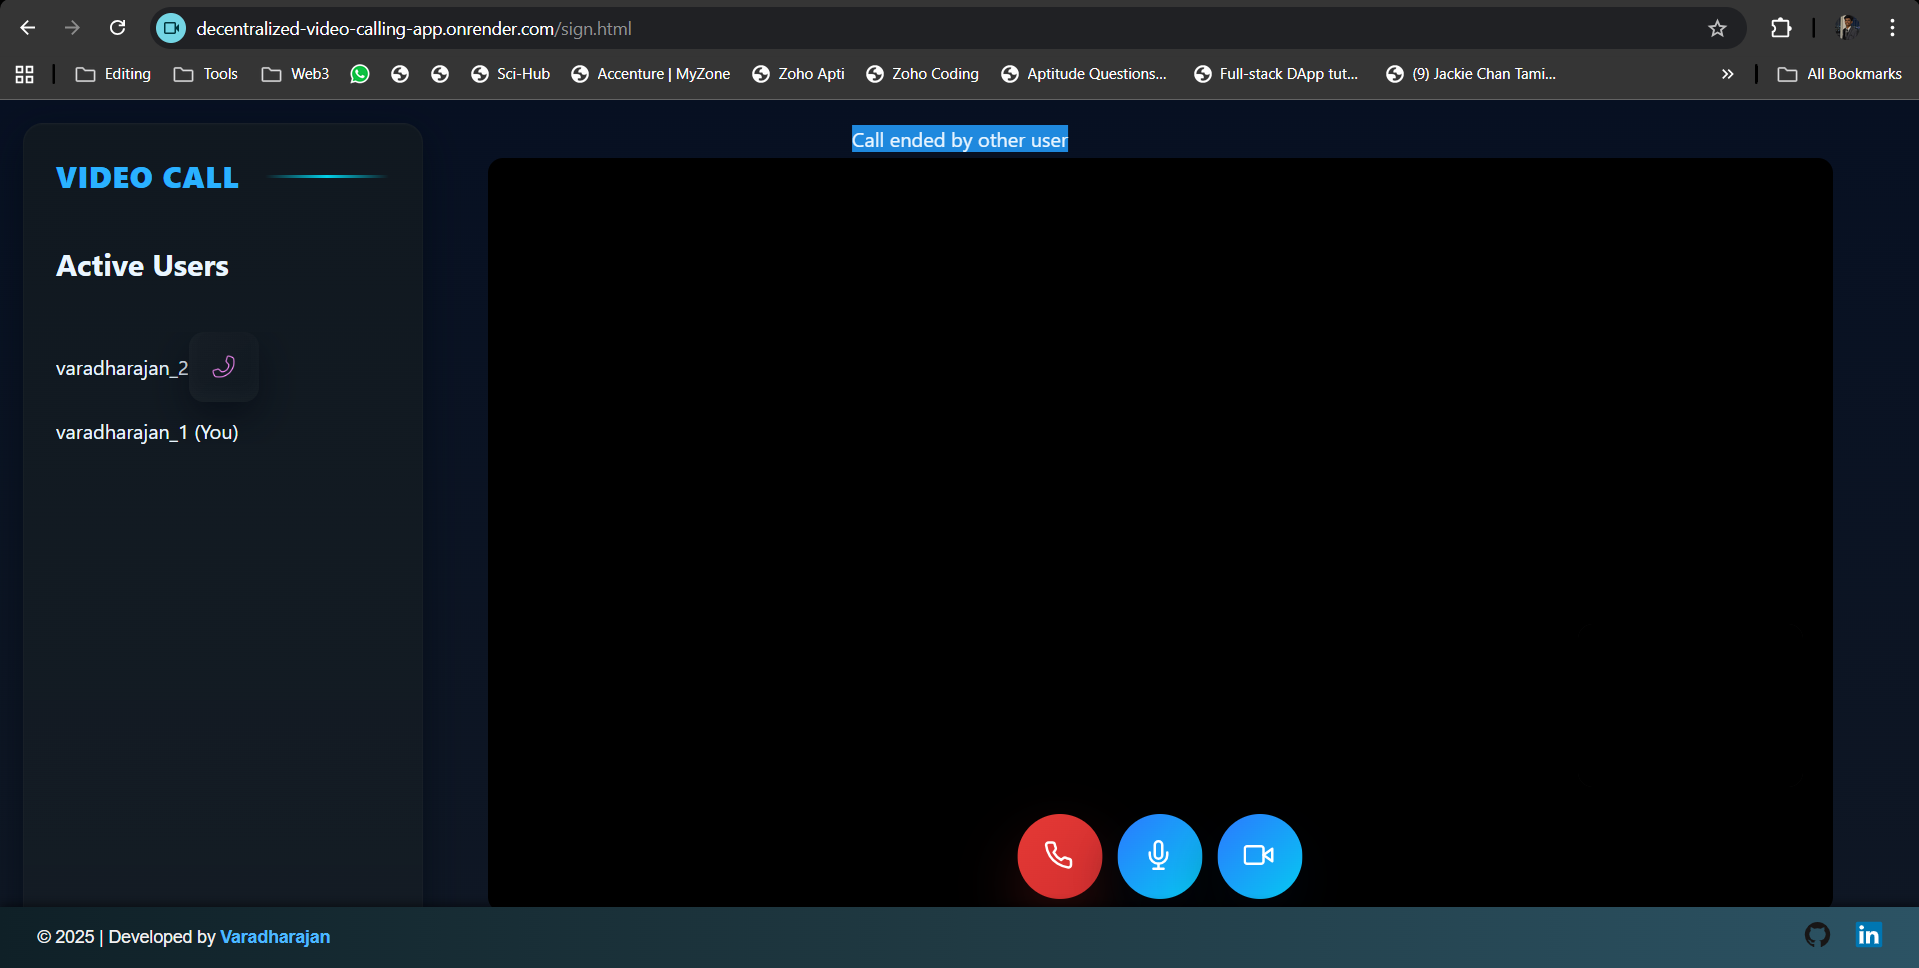 decentralized-video-calling-app.onrender.com/sign.html
Editing Tools Web3 Sci-Hub Accenture | MyZone Zoho Apti Zoho Coding Aptitude Questions... Full-stack DApp tut... (9) Jackie Chan Tami... » All Bookmarks
Call ended by other user
VIDEO CALL
Active Users
varadharajan_2
varadharajan_1 (You)
© 2025 | Developed by Varadharajan
in